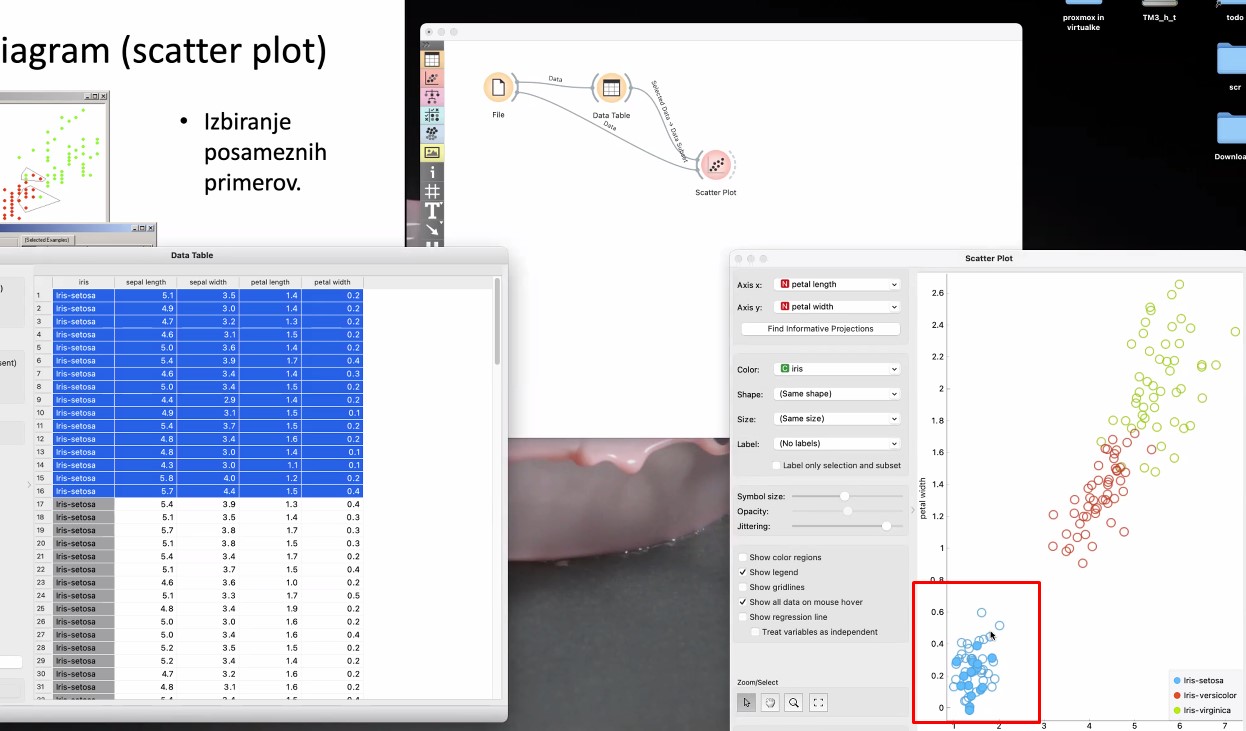 iagram (scatter plot)
• Izbiranje
posameznih
primerov.
[Selected Examples]
proxmox in
virtualke
TM3_h_t
todo
scr
Downloa
File
Data
Data Table
Data
Selected Data → Data Subset
Scatter Plot
Data Table
)
sent)
iris sepal length sepal width petal length petal width
1 Iris-setosa 5.1 3.5 1.4 0.2
2 Iris-setosa 4.9 3.0 1.4 0.2
3 Iris-setosa 4.7 3.2 1.3 0.2
4 Iris-setosa 4.6 3.1 1.5 0.2
5 Iris-setosa 5.0 3.6 1.4 0.2
6 Iris-setosa 5.4 3.9 1.7 0.4
7 Iris-setosa 4.6 3.4 1.4 0.3
8 Iris-setosa 5.0 3.4 1.5 0.2
9 Iris-setosa 4.4 2.9 1.4 0.2
10 Iris-setosa 4.9 3.1 1.5 0.1
11 Iris-setosa 5.4 3.7 1.5 0.2
12 Iris-setosa 4.8 3.4 1.6 0.2
13 Iris-setosa 4.8 3.0 1.4 0.1
14 Iris-setosa 4.3 3.0 1.1 0.1
15 Iris-setosa 5.8 4.0 1.2 0.2
16 Iris-setosa 5.7 4.4 1.5 0.4
17 Iris-setosa 5.4 3.9 1.3 0.4
18 Iris-setosa 5.1 3.5 1.4 0.3
19 Iris-setosa 5.7 3.8 1.7 0.3
20 Iris-setosa 5.1 3.8 1.5 0.3
21 Iris-setosa 5.4 3.4 1.7 0.2
22 Iris-setosa 5.1 3.7 1.5 0.4
23 Iris-setosa 4.6 3.6 1.0 0.2
24 Iris-setosa 5.1 3.3 1.7 0.5
25 Iris-setosa 4.8 3.4 1.9 0.2
26 Iris-setosa 5.0 3.0 1.6 0.2
27 Iris-setosa 5.0 3.4 1.6 0.4
28 Iris-setosa 5.2 3.5 1.5 0.2
29 Iris-setosa 5.2 3.4 1.4 0.2
30 Iris-setosa 4.7 3.2 1.6 0.2
31 Iris-setosa 4.8 3.1 1.6 0.2
Scatter Plot
Axis x: N petal length
Axis y: N petal width
Find Informative Projections
Color: C iris
Shape: (Same shape)
Size: (Same size)
Label: (No labels)
Label only selection and subset
Symbol size:
Opacity:
Jittering:
Show color regions
Show legend
Show gridlines
Show all data on mouse hover
Show regression line
Treat variables as independent
Zoom/Select
petal width
2.6
2.4
2.2
2
1.8
1.6
1.4
1.2
1
0.8
0.6
0.4
0.2
0
1 2 3 4 5 6 7
Iris-setosa
Iris-versicolor
Iris-virginica